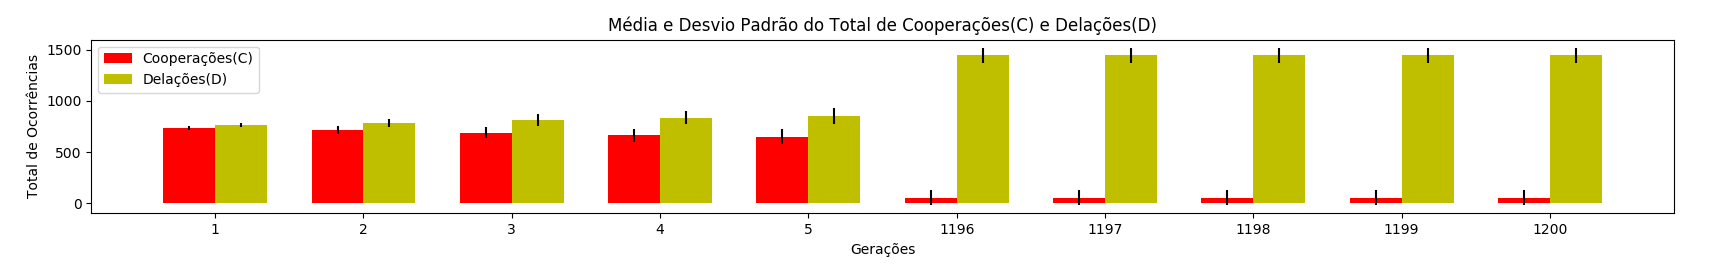 Média e Desvio Padrão do Total de Cooperações(C) e Delações(D)
Total de Ocorrências
1500
1000
500
0
Cooperações(C)
Delações(D)
1 2 3 4 5 1196 1197 1198 1199 1200
Gerações